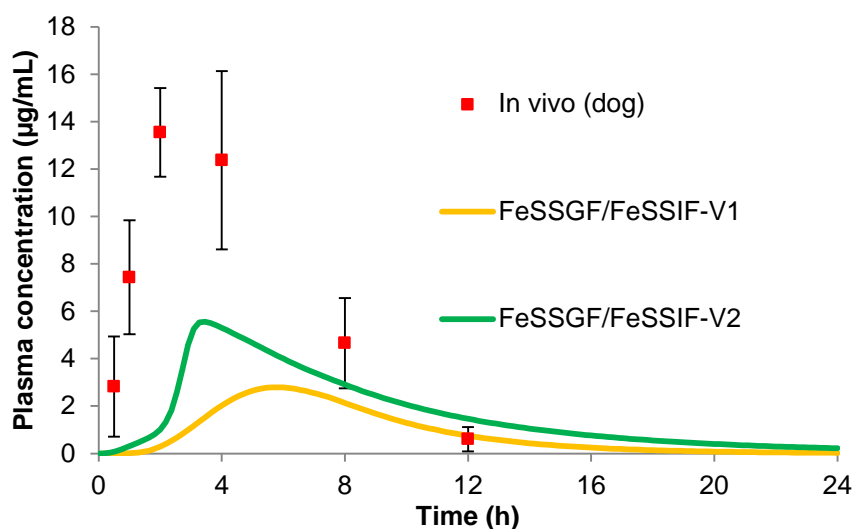 18
16
14
12
10
8
6
4
2
0
Plasma concentration (µg/mL)
In vivo (dog)
FeSSGF/FeSSIF-V1
FeSSGF/FeSSIF-V2
0 4 8 12 16 20 24
Time (h)